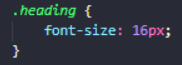 .heading {
    font-size: 16px;
}